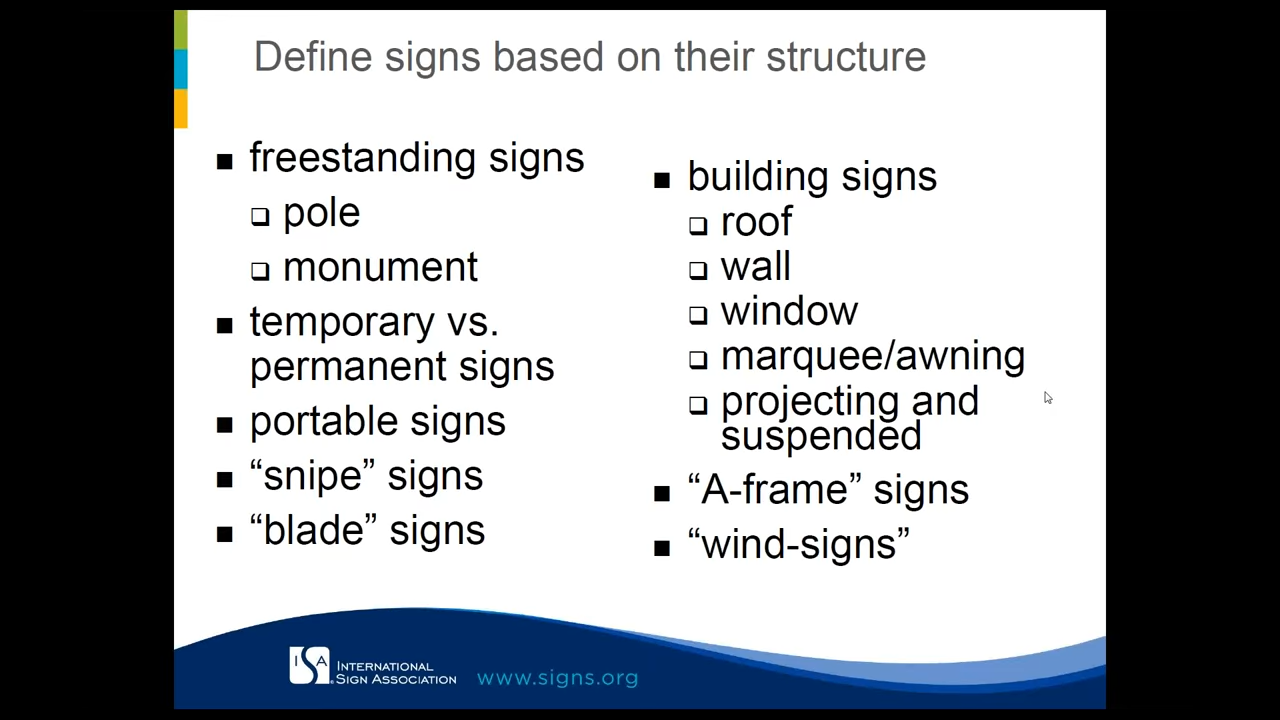 Define signs based on their structure
freestanding signs
pole
monument
temporary vs.
permanent signs
portable signs
“snipe” signs
“blade” signs
building signs
roof
wall
window
marquee/awning
projecting and
suspended
“A-frame” signs
“wind-signs”
ISA
INTERNATIONAL
SIGN ASSOCIATION
www.signs.org